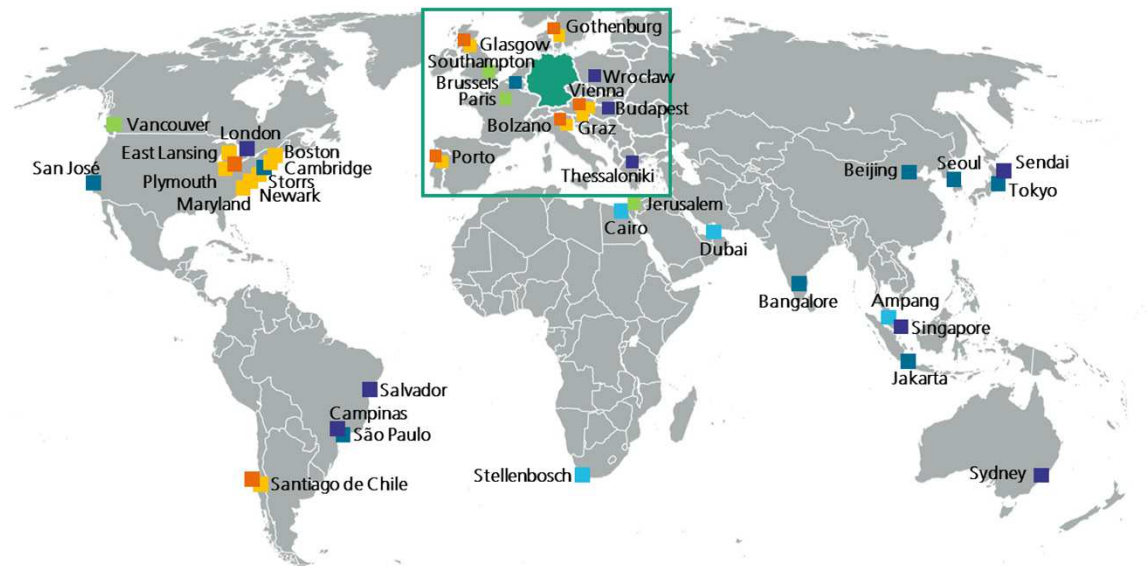 Gothenburg
Glasgow
Southampton
Brussels
Wroclaw
Paris
Vienna
Budapest
Bolzano
Graz
Porto
Thessaloniki
Vancouver
London
East Lansing
Boston
Cambridge
San José
Plymouth
Storrs
Newark
Maryland
Jerusalem
Cairo
Dubai
Beijing
Seoul
Sendai
Tokyo
Bangalore
Ampang
Singapore
Jakarta
Salvador
Campinas
São Paulo
Santiago de Chile
Stellenbosch
Sydney